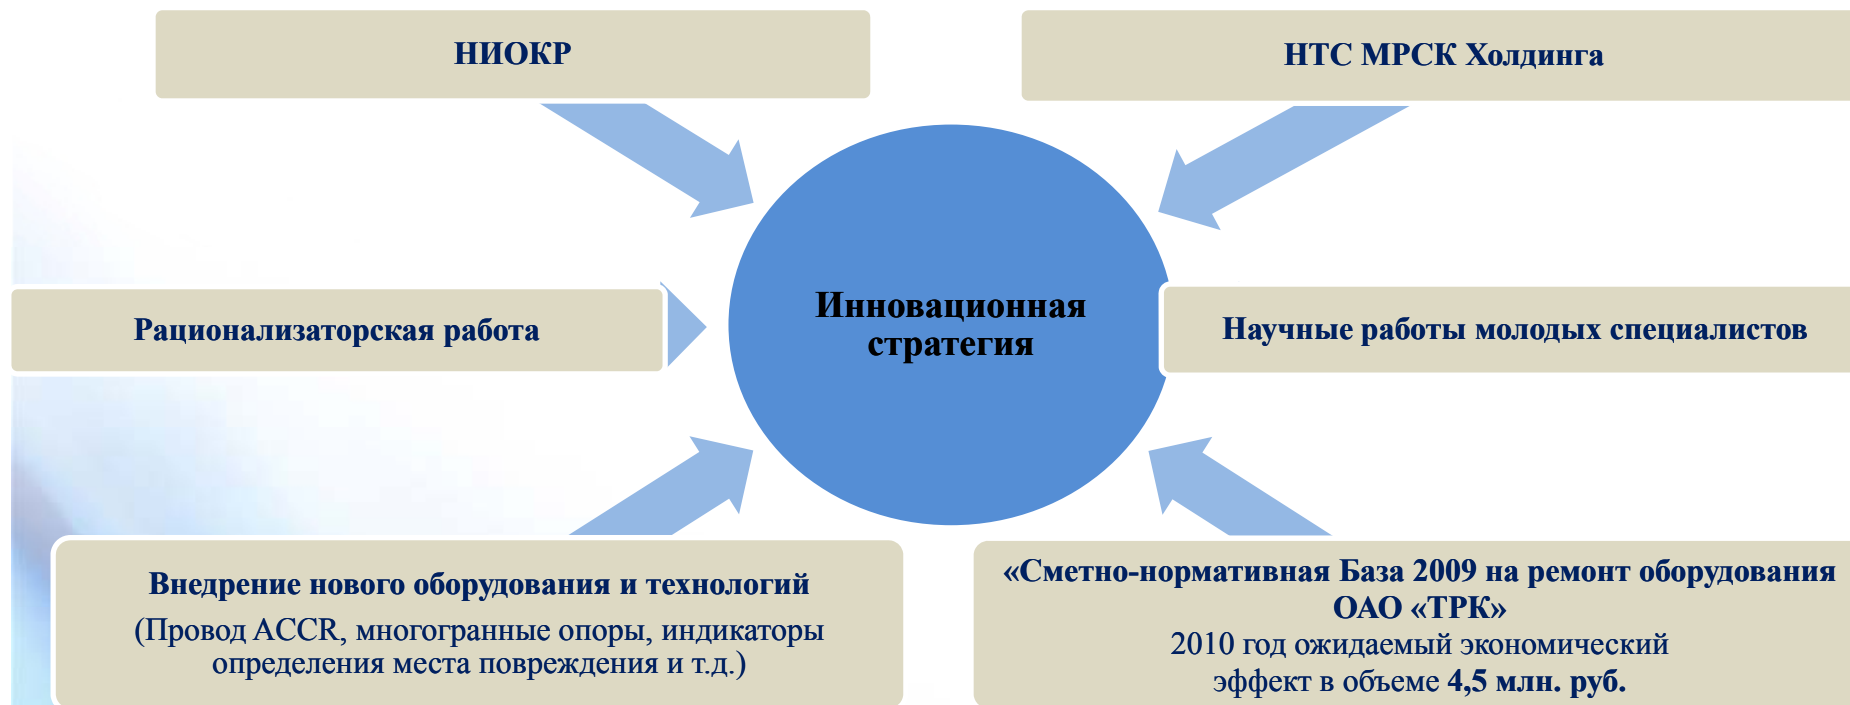 НИОКР
НТС МРСК Холдинга
Инновационная
стратегия
Рационализаторская работа
Научные работы молодых специалистов
Внедрение нового оборудования и технологий
(Провод ACCR, многогранные опоры, индикаторы
определения места повреждения и т.д.)
«Сметно-нормативная База 2009 на ремонт оборудования
ОАО «ТРК»
2010 год ожидаемый экономический
эффект в объеме 4,5 млн. руб.